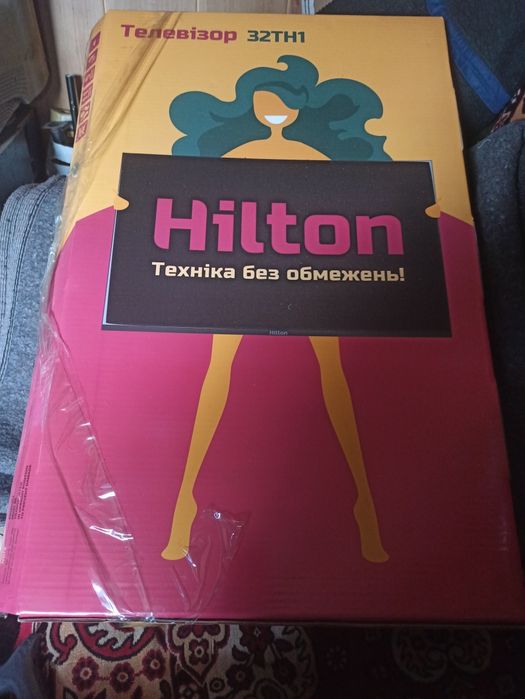 Телевізор 32TH1
Hilton
Техніка без обмежень!
Hilton